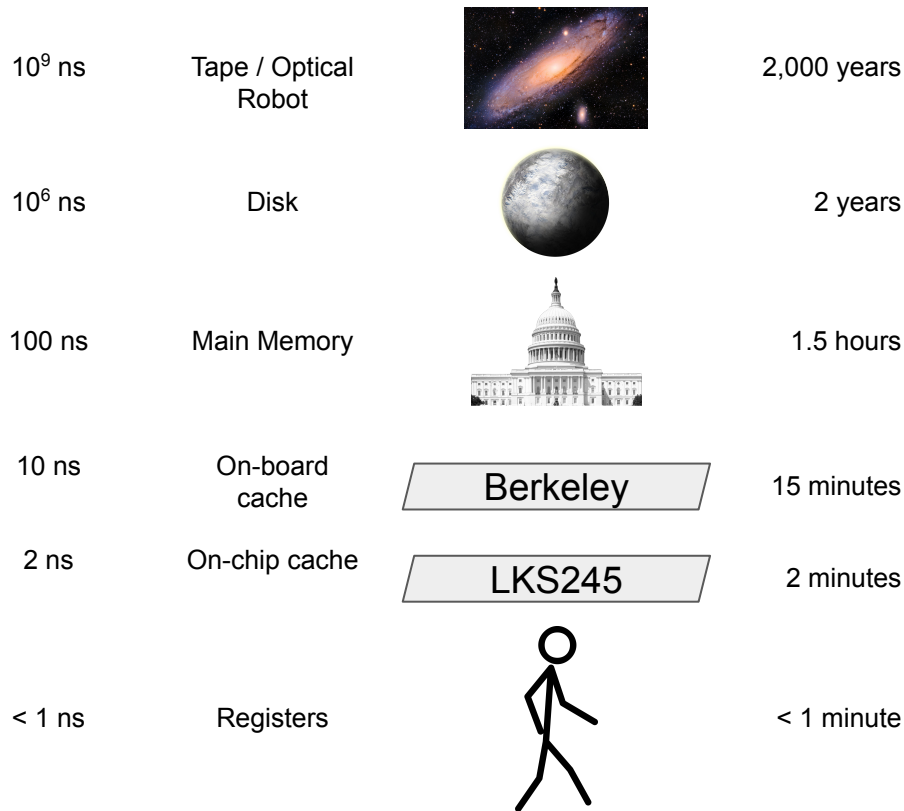 10⁹ ns
Tape / Optical
Robot
2,000 years
10⁶ ns
Disk
2 years
100 ns
Main Memory
1.5 hours
10 ns
On-board
cache
Berkeley
15 minutes
2 ns
On-chip cache
LKS245
2 minutes
< 1 ns
Registers
< 1 minute